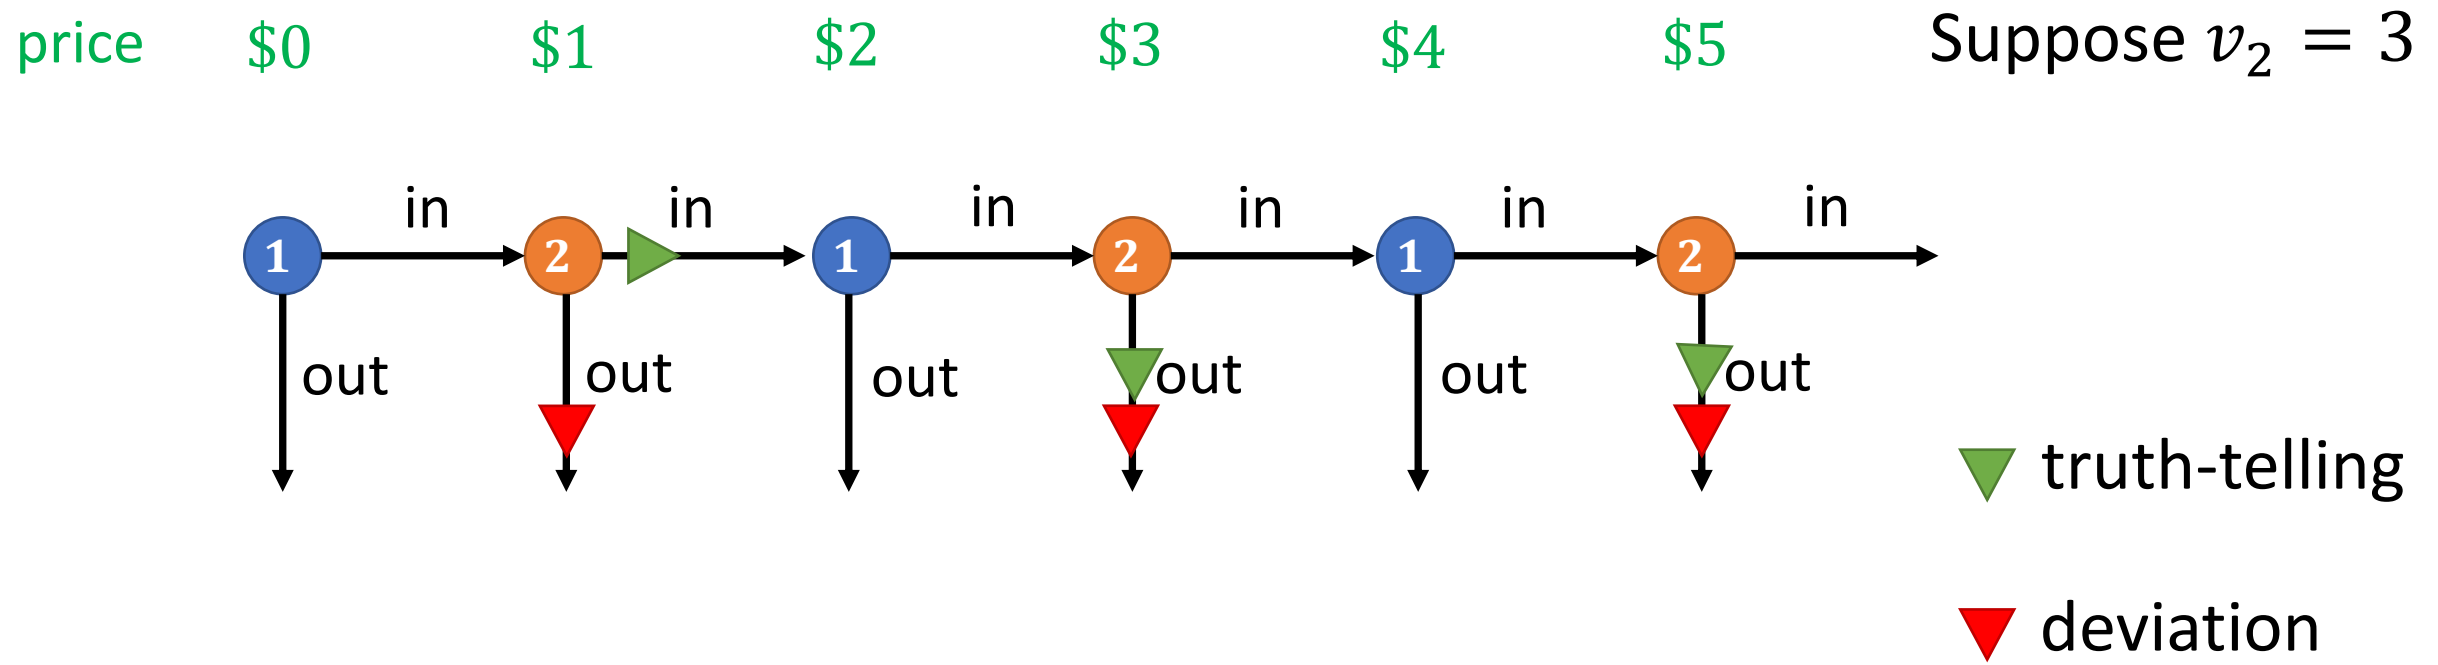 price $0 $1 $2 $3 $4 $5 Suppose v₂ = 3
in in in in in in
1 2 1 2 1 2
out out out out out out
truth-telling
deviation